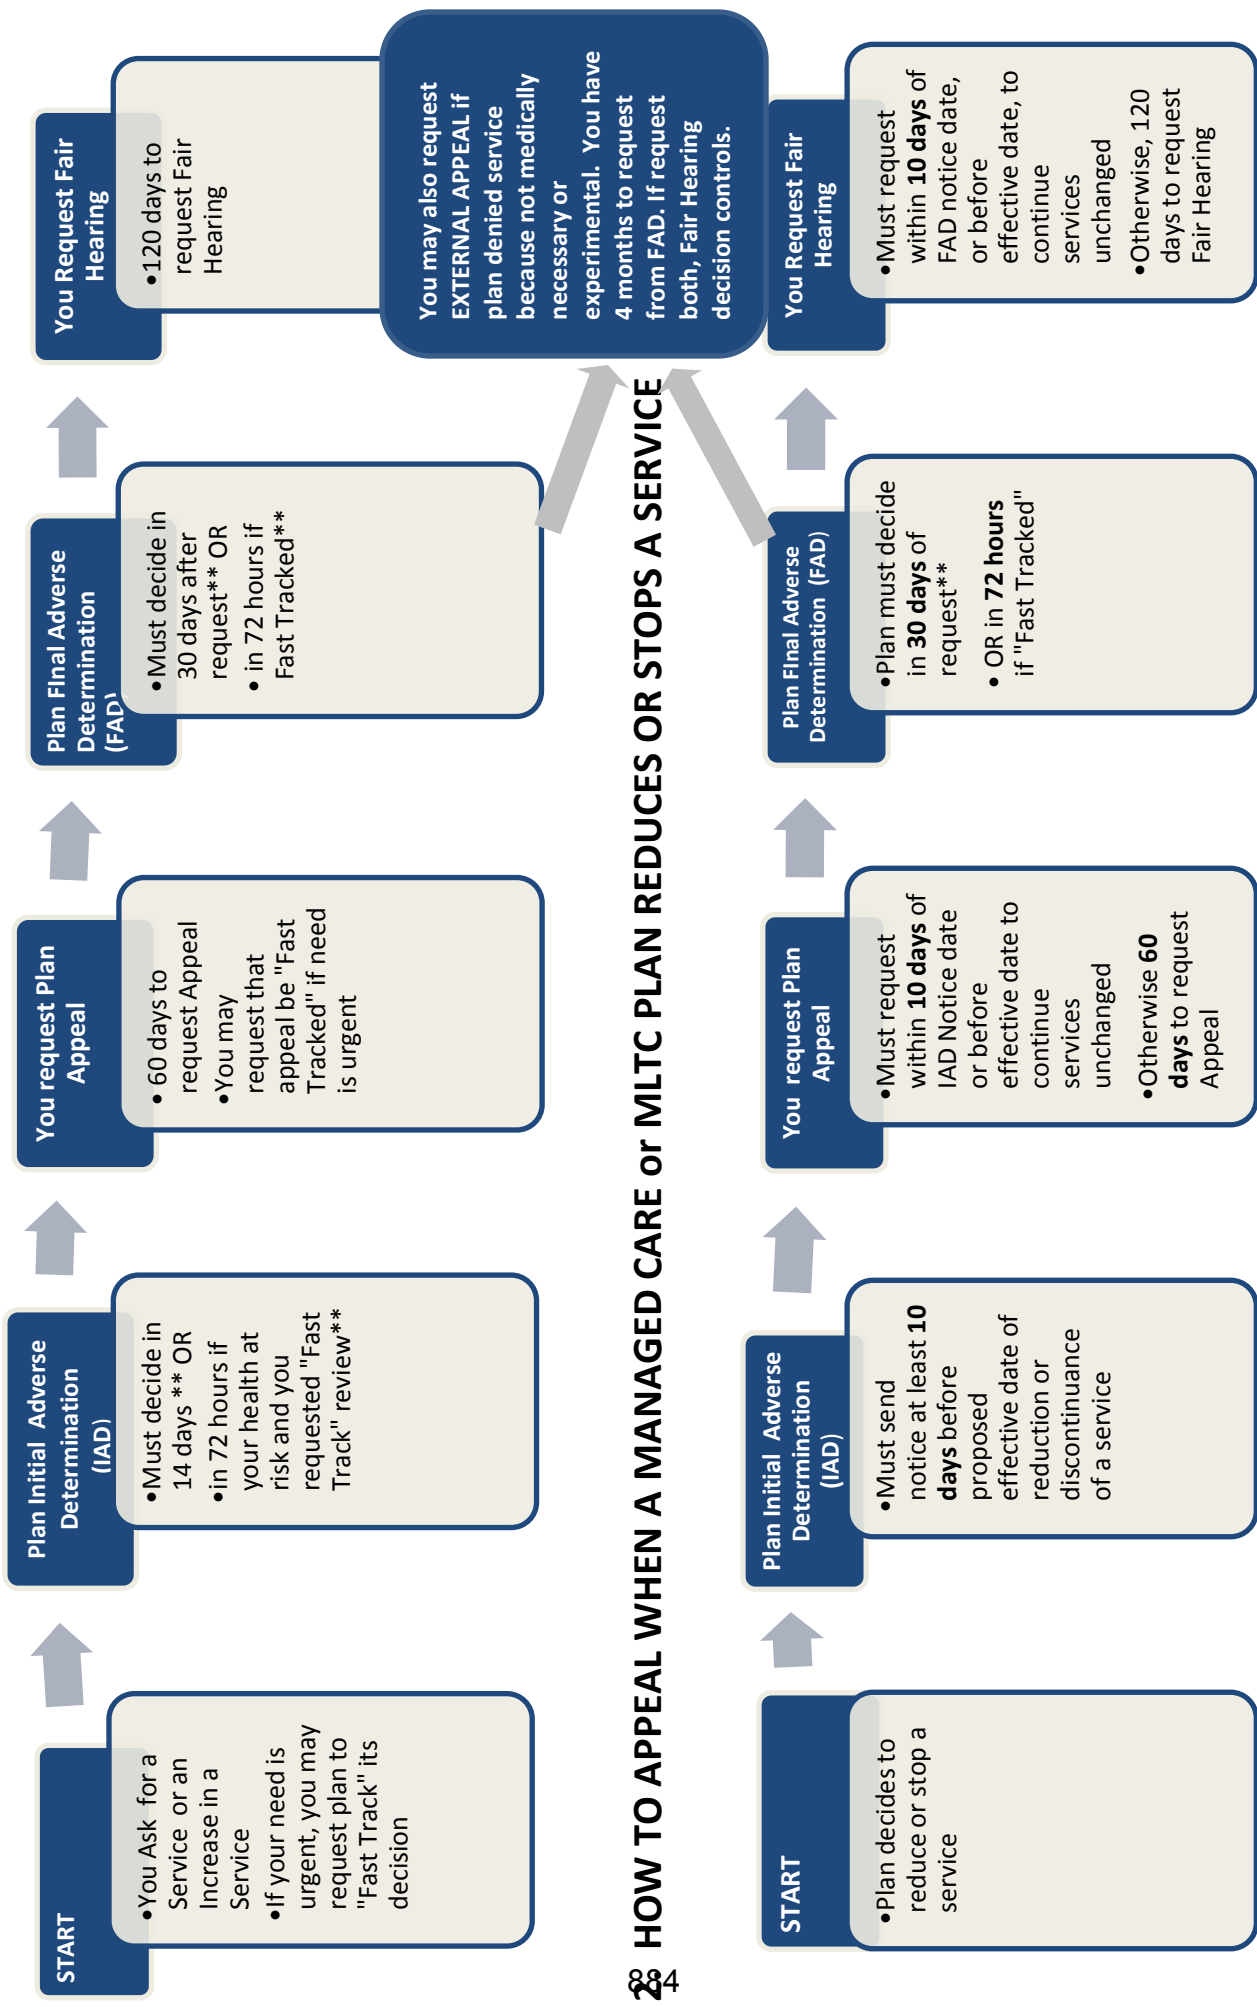 START
•You Ask for a
Service or an
Increase in a
Service
•If your need is
urgent, you may
request plan to
"Fast Track" its
decision
Plan Initial Adverse
Determination
(IAD)
•Must decide in
14 days ** OR
•in 72 hours if
your health at
risk and you
requested "Fast
Track" review**
You request Plan
Appeal
• 60 days to
request Appeal
•You may
request that
appeal be "Fast
Tracked" if need
is urgent
Plan FInal Adverse
Determination
(FAD)
•Must decide in
30 days after
request** OR
• in 72 hours if
Fast Tracked**
You Request Fair
Hearing
•120 days to
request Fair
Hearing
You may also request
EXTERNAL APPEAL if
plan denied service
because not medically
necessary or
experimental. You have
4 months to request
from FAD. If request
both, Fair Hearing
decision controls.
2. HOW TO APPEAL WHEN A MANAGED CARE or MLTC PLAN REDUCES OR STOPS A SERVICE
884
START
•Plan decides to
reduce or stop a
service
Plan Initial Adverse
Determination
(IAD)
•Must send
notice at least 10
days before
proposed
effective date of
reduction or
discontinuance
of a service
You request Plan
Appeal
•Must request
within 10 days of
IAD Notice date
or before
effective date to
continue
services
unchanged
•Otherwise 60
days to request
Appeal
Plan FInal Adverse
Determination (FAD)
•Plan must decide
in 30 days of
request**
• OR in 72 hours
if "Fast Tracked"
You Request Fair
Hearing
•Must request
within 10 days of
FAD notice date,
or before
effective date, to
continue
services
unchanged
•Otherwise, 120
days to request
Fair Hearing